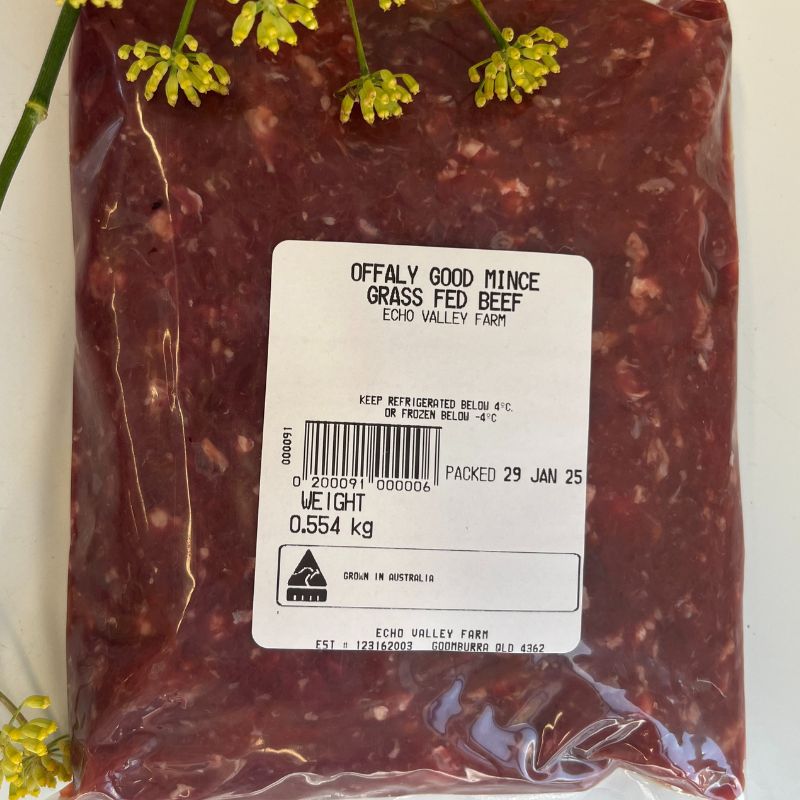 OFFALY GOOD MINCE
GRASS FED BEEF
ECHO VALLEY FARM
KEEP REFRIGERATED BELOW 4°C.
OR FROZEN BELOW -4°C
000091
0 200091 000006
PACKED 29 JAN 25
WEIGHT
0.554 kg
GROWN IN AUSTRALIA
ECHO VALLEY FARM
EST # 123162003 GOOMBURRA QLD 4362